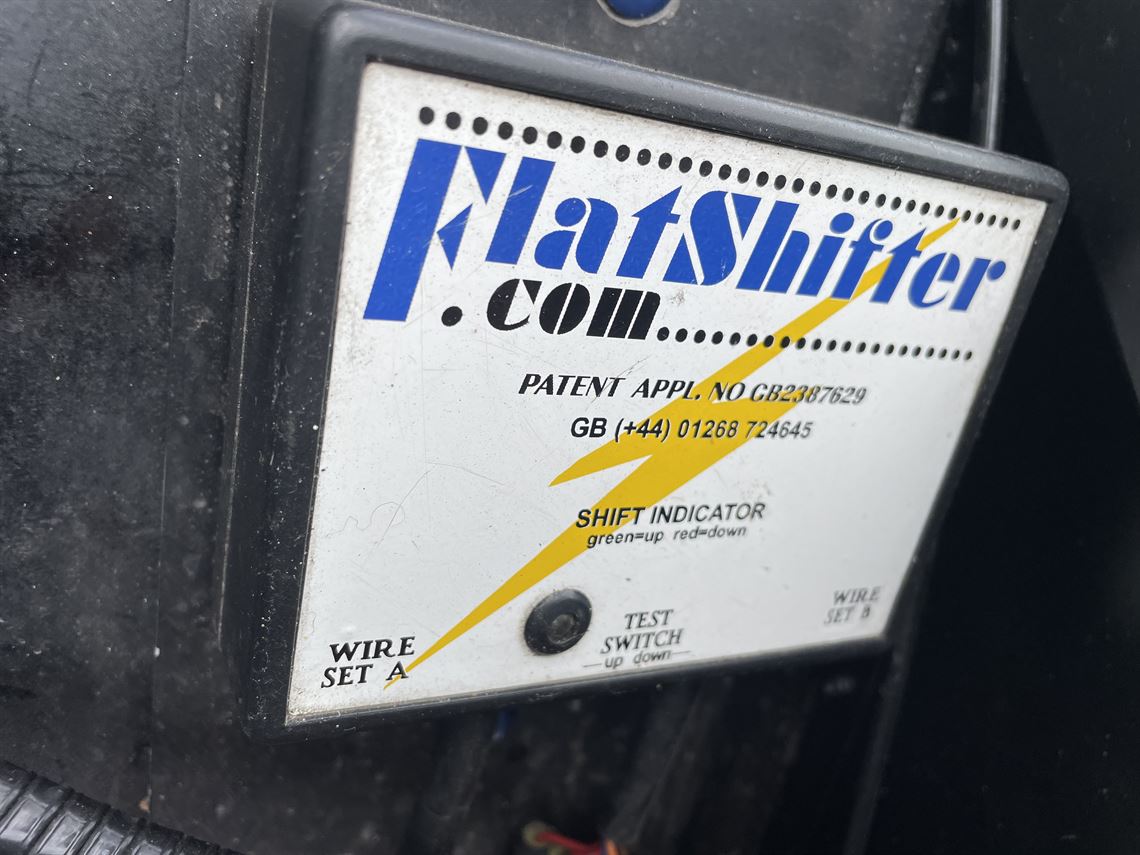 FlatShifter
.com
PATENT APPL. NO GB2387629
GB (+44) 01268 724645
SHIFT INDICATOR
green=up red=down
TEST
SWITCH
up down
WIRE
SET A
WIRE
SET B